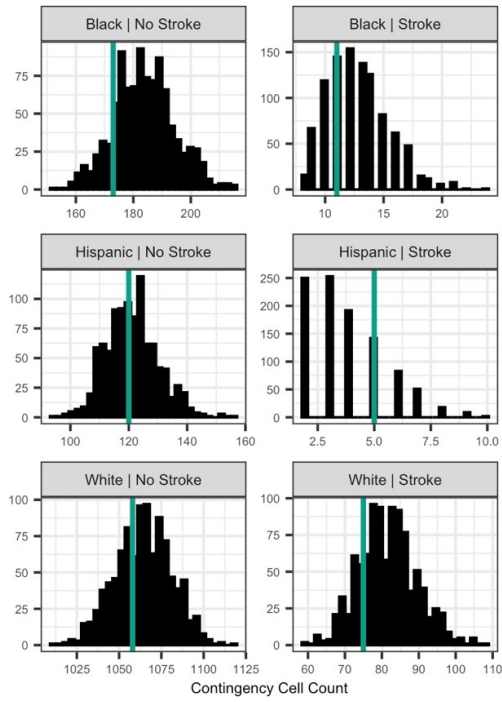 Black | No Stroke
Black | Stroke
75
50
25
0
160 180 200
150
100
50
0
10 15 20
Hispanic | No Stroke
Hispanic | Stroke
100
75
50
25
0
100 120 140 160
250
200
150
100
50
0
2.5 5.0 7.5 10.0
White | No Stroke
White | Stroke
100
75
50
25
0
1025 1050 1075 1100 1125
100
75
50
25
0
60 70 80 90 100 110
Contingency Cell Count